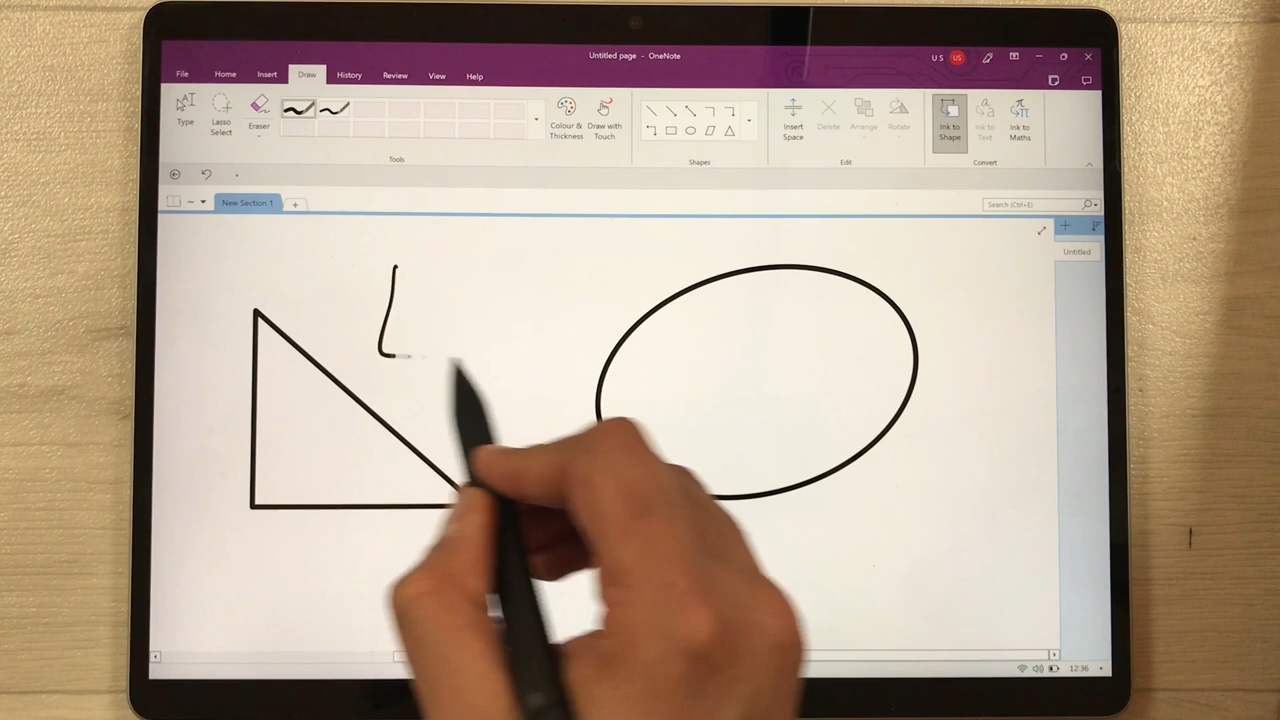 Untitled page - OneNote
U S US
File Home Insert Draw History Review View Help
Type
Lasso Select
Eraser
Colour & Thickness
Draw with Touch
Insert Space
Delete
Arrange
Rotate
Ink to Shape
Ink to Text
Ink to Maths
Tools
Shapes
Edit
Convert
New Section 1 +
Search (Ctrl+E)
Untitled
12:36